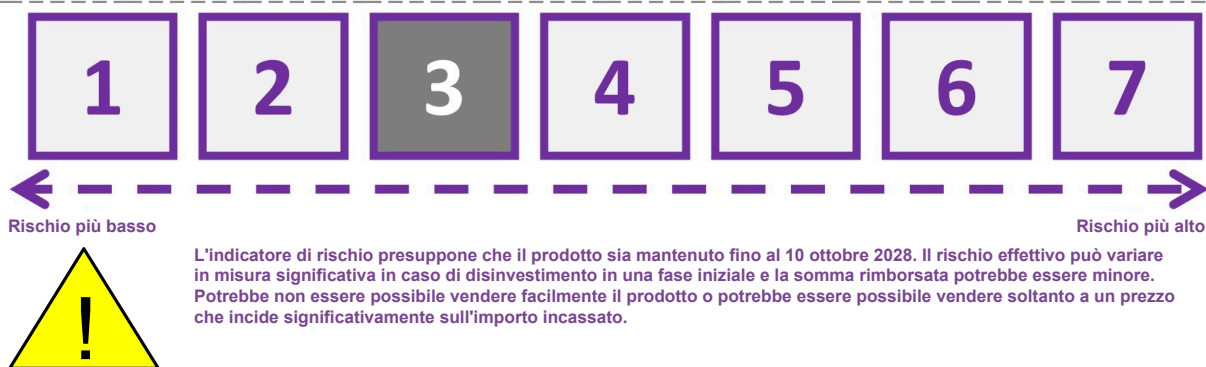 1 2 3 4 5 6 7
Rischio più basso Rischio più alto
L'indicatore di rischio presuppone che il prodotto sia mantenuto fino al 10 ottobre 2028. Il rischio effettivo può variare
in misura significativa in caso di disinvestimento in una fase iniziale e la somma rimborsata potrebbe essere minore.
Potrebbe non essere possibile vendere facilmente il prodotto o potrebbe essere possibile vendere soltanto a un prezzo
che incide significativamente sull'importo incassato.
!